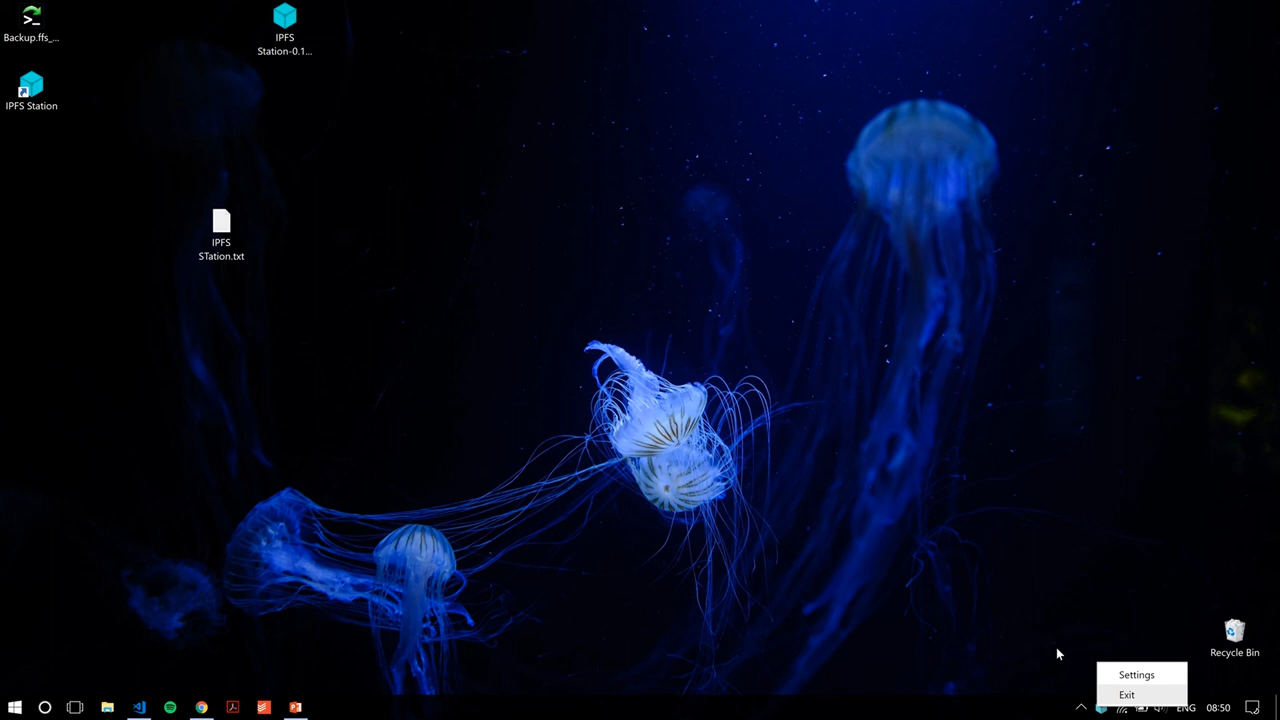 Backup.ffs_...
IPFS
Station-0.1...
IPFS Station
IPFS
STation.txt
Recycle Bin
Settings
Exit
ENG
08:50